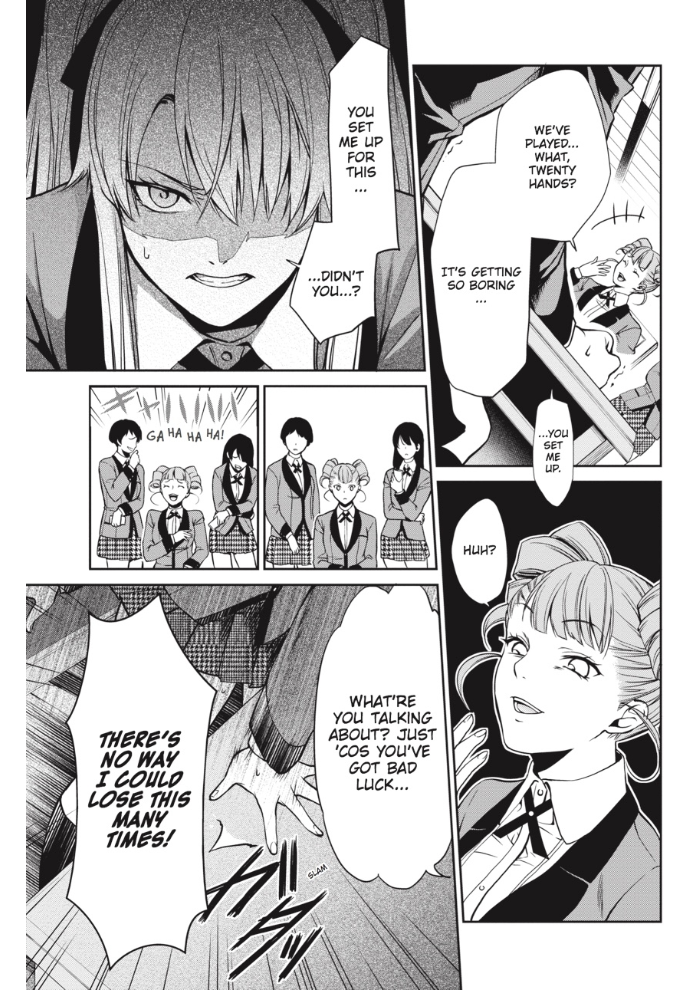 WE'VE
PLAYED...
WHAT,
TWENTY
HANDS?
IT'S GETTING
SO BORING
...
...YOU
SET
ME
UP.
HUH?
YOU
SET
ME UP
FOR
THIS
...
...DIDN'T
YOU...?
GA HA HA HA!
WHAT'RE
YOU TALKING
ABOUT? JUST
'COS YOU'VE
GOT BAD
LUCK...
SLAM
THERE'S
NO WAY
I COULD
LOSE THIS
MANY
TIMES!